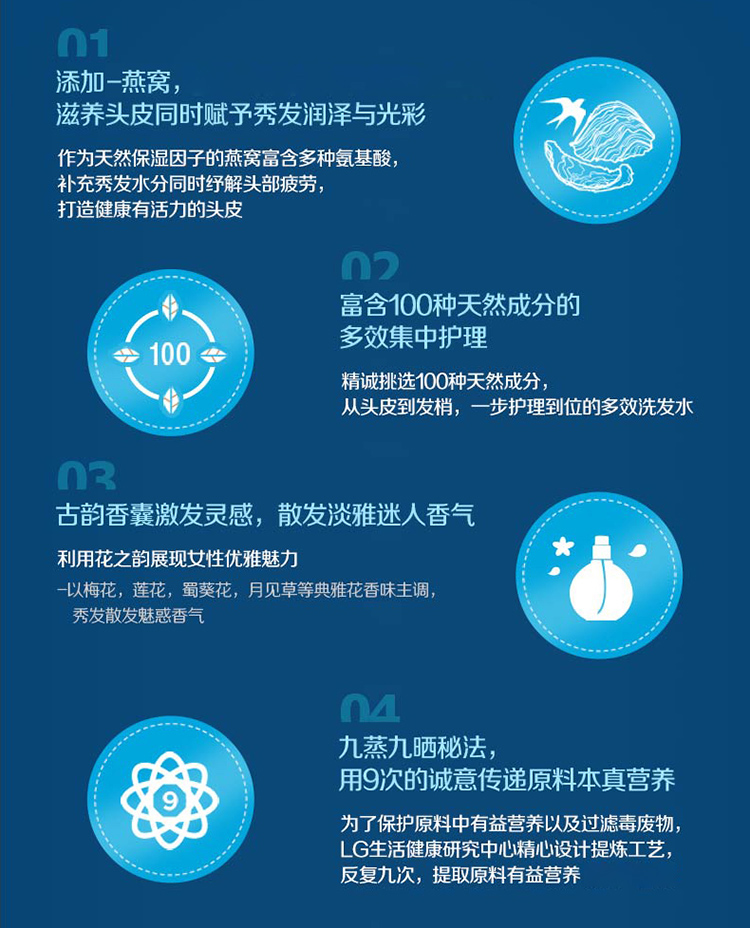 01
添加-燕窝，
滋养头皮同时赋予秀发润泽与光彩
作为天然保湿因子的燕窝富含多种氨基酸，
补充秀发水分同时纾解头部疲劳，
打造健康有活力的头皮
02
富含100种天然成分的
多效集中护理
100
精诚挑选100种天然成分，
从头皮到发梢，一步护理到位的多效洗发水
03
古韵香囊激发灵感，散发淡雅迷人香气
利用花之韵展现女性优雅魅力
-以梅花，莲花，蜀葵花，月见草等典雅花香味主调，
秀发散发魅惑香气
04
九蒸九晒秘法，
用9次的诚意传递原料本真营养
9
为了保护原料中有益营养以及过滤毒废物，
LG生活健康研究中心精心设计提炼工艺，
反复九次，提取原料有益营养